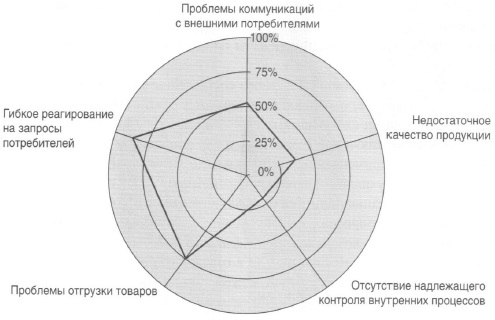 Проблемы коммуникаций
с внешними потребителями
100%
75%
50%
25%
0%
Гибкое реагирование
на запросы
потребителей
Недостаточное
качество продукции
Проблемы отгрузки товаров
Отсутствие надлежащего
контроля внутренних процессов